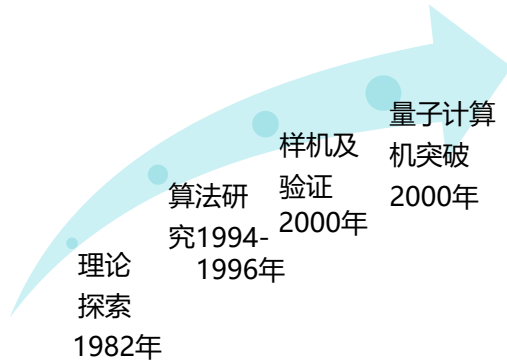 理论
探索
1982年
算法研
究1994-
1996年
样机及
验证
2000年
量子计算
机突破
2000年